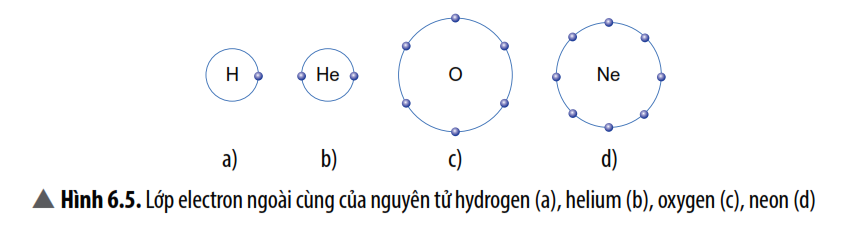 H He O Ne
a) b) c) d)
▲ Hình 6.5. Lớp electron ngoài cùng của nguyên tử hydrogen (a), helium (b), oxygen (c), neon (d)